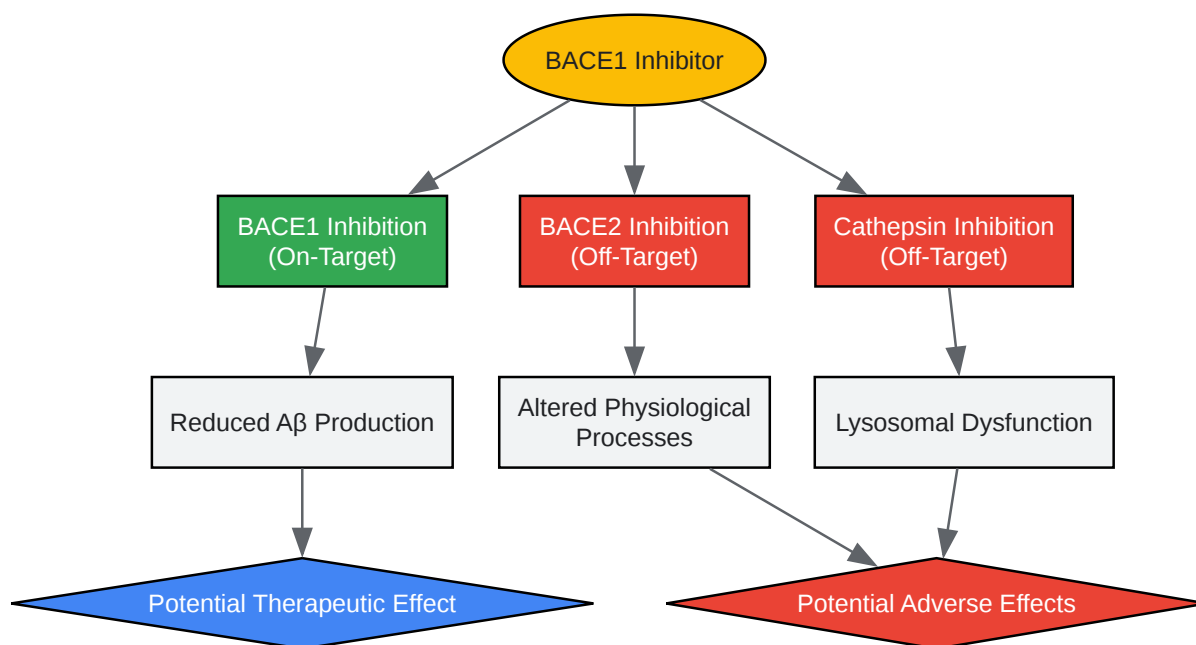 BACE1 Inhibitor
BACE1 Inhibition
(On-Target)
BACE2 Inhibition
(Off-Target)
Cathepsin Inhibition
(Off-Target)
Reduced Aβ Production
Altered Physiological
Processes
Lysosomal Dysfunction
Potential Therapeutic Effect
Potential Adverse Effects